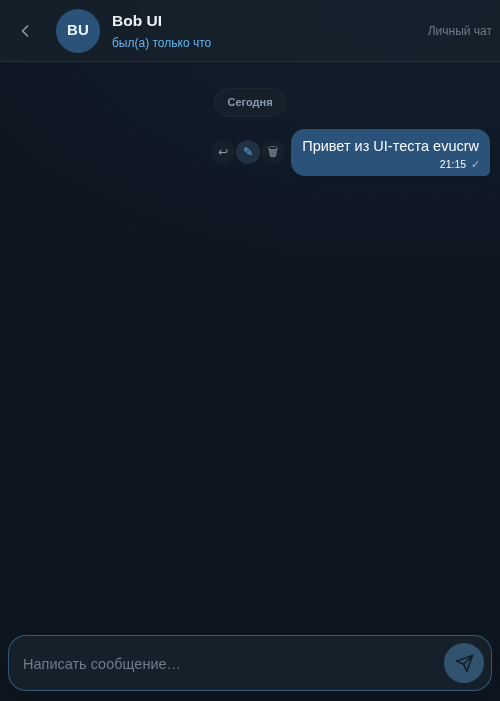 BU
Bob UI
был(а) только что
Личный чат
Сегодня
Привет из UI-теста evucrw
21:15 ✓
Написать сообщение…